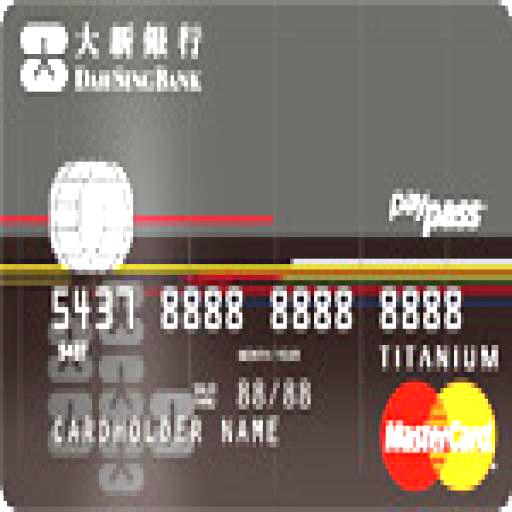 大新銀行
DAH SING BANK
paypass
5437 8888 8888 8888
TITANIUM
88/88
CARDHOLDER NAME
MasterCard